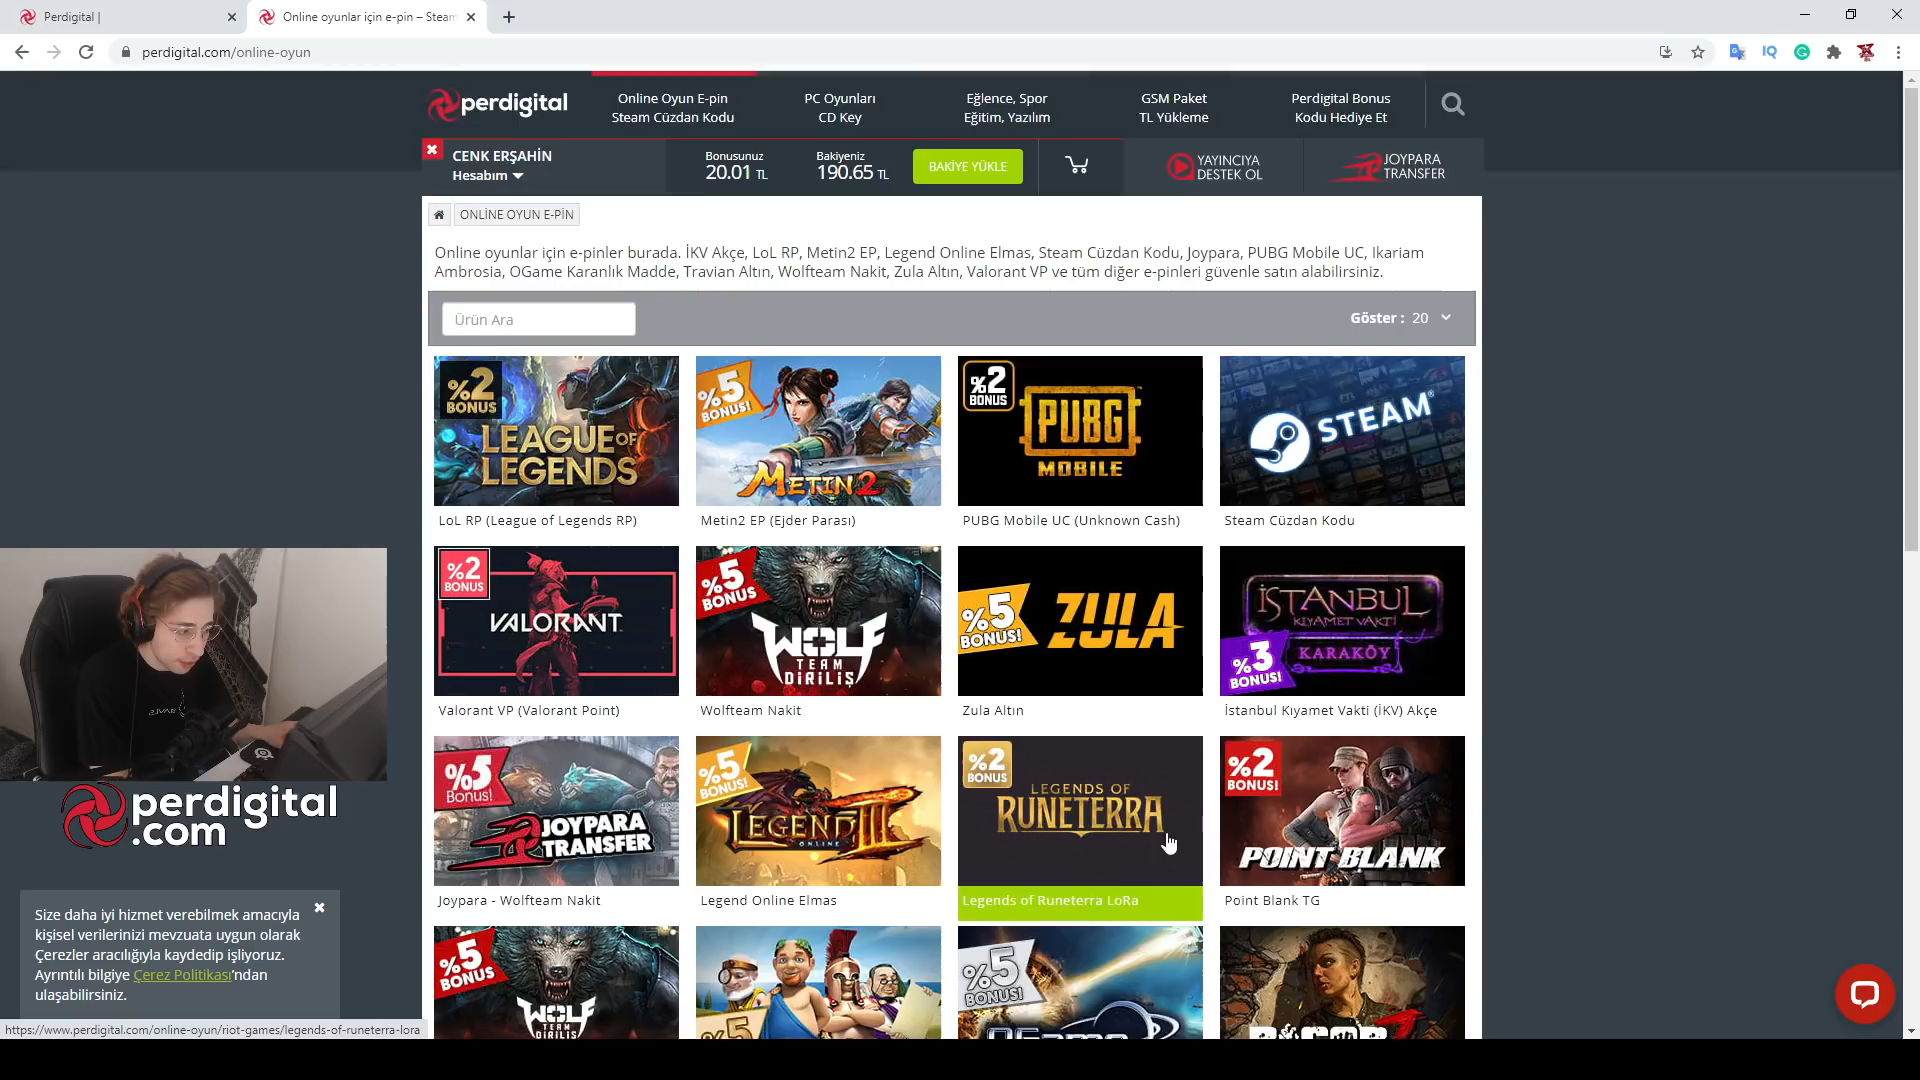 Perdigital |
Online oyunlar için e-pin – Steam
perdigital.com/online-oyun
perdigital
Online Oyun E-pin
Steam Cüzdan Kodu
PC Oyunları
CD Key
Eğlence, Spor
Eğitim, Yazılım
GSM Paket
TL Yükleme
Perdigital Bonus
Kodu Hediye Et
CENK ERŞAHİN
Hesabım
Bonusunuz
20.01 TL
Bakiyeniz
190.65 TL
BAKİYE YÜKLE
YAYINCIYA
DESTEK OL
JOYPARA
TRANSFER
ONLİNE OYUN E-PİN
Online oyunlar için e-pinler burada. İKV Akçe, LoL RP, Metin2 EP, Legend Online Elmas, Steam Cüzdan Kodu, Joypara, PUBG Mobile UC, Ikariam
Ambrosia, OGame Karanlık Madde, Travian Altın, Wolfteam Nakit, Zula Altın, Valorant VP ve tüm diğer e-pinleri güvenle satın alabilirsiniz.
Ürün Ara
Göster : 20
%2
BONUS
LEAGUE OF
LEGENDS
%5
BONUS!
METIN2
%2
BONUS
PUBG
MOBILE
STEAM
LoL RP (League of Legends RP)
Metin2 EP (Ejder Parası)
PUBG Mobile UC (Unknown Cash)
Steam Cüzdan Kodu
%2
BONUS
VALORANT
%5
BONUS
WOLF
TEAM
DİRİLİŞ
%5
BONUS!
ZULA
İSTANBUL
KIYAMET VAKTİ
KARAKÖY
%3
BONUS!
Valorant VP (Valorant Point)
Wolfteam Nakit
Zula Altın
İstanbul Kıyamet Vakti (İKV) Akçe
%5
Bonus!
JOYPARA
TRANSFER
%5
BONUS!
LEGEND III
ONLINE
%2
BONUS
LEGENDS OF
RUNETERRA
%2
BONUS!
POINT BLANK
Joypara - Wolfteam Nakit
Legend Online Elmas
Legends of Runeterra LoRa
Point Blank TG
%5
BONUS
WOLF
TEAM
DİRİLİŞ
%5
%5
BONUS!
OGame
perdigital
.com
Size daha iyi hizmet verebilmek amacıyla
kişisel verilerinizi mevzuata uygun olarak
Çerezler aracılığıyla kaydedip işliyoruz.
Ayrıntılı bilgiye Çerez Politikası'ndan
ulaşabilirsiniz.
https://www.perdigital.com/online-oyun/riot-games/legends-of-runeterra-lora